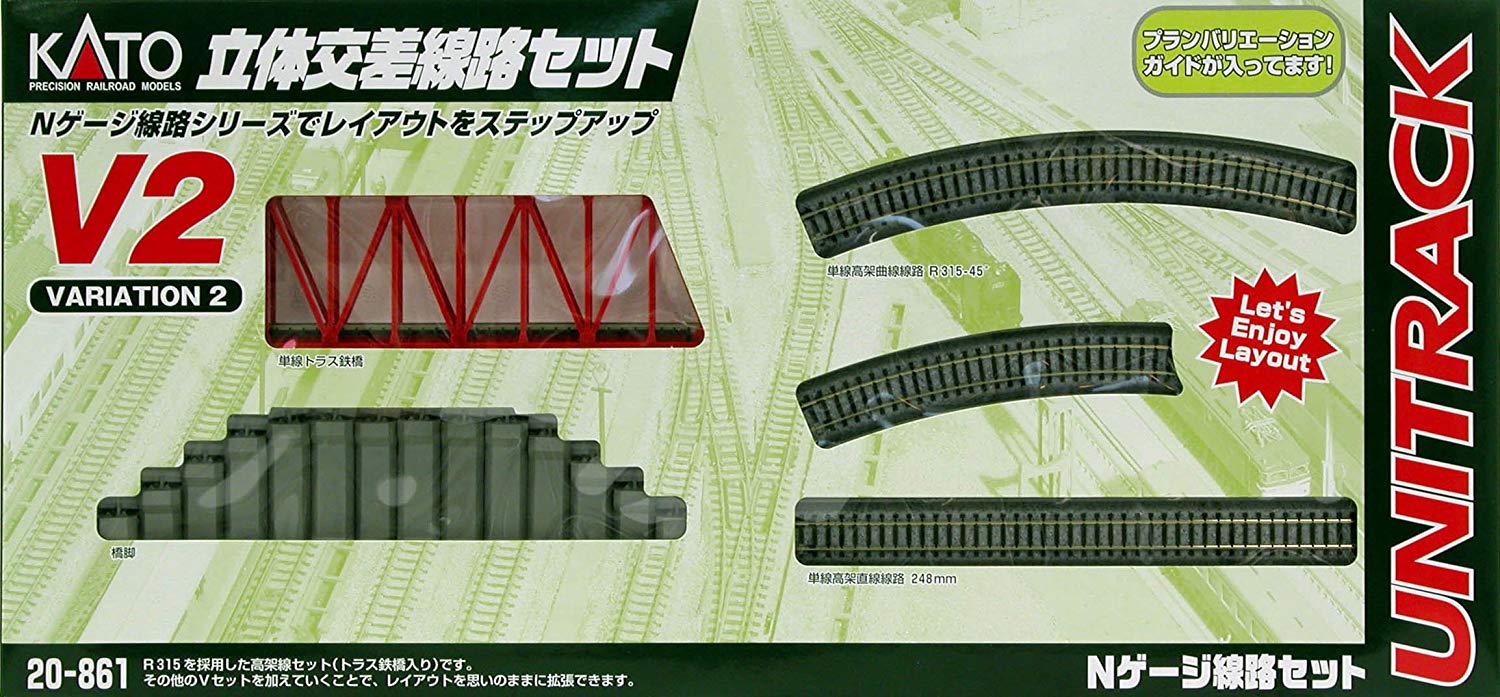 KATO
PRECISION RAILROAD MODELS
立体交差線路セット
Nゲージ線路シリーズでレイアウトをステップアップ
V2
VARIATION 2
プランバリエーション
ガイドが入ってます!
単線トラス鉄橋
橋脚
単線高架曲線線路 R315-45°
Let's
Enjoy
Layout
単線高架直線線路 248mm
UNITRACK
20-861
R315を採用した高架線セット(トラス鉄橋入り)です。
その他のVセットを加えていくことで、レイアウトを思いのままに拡張できます。
Nゲージ線路セット